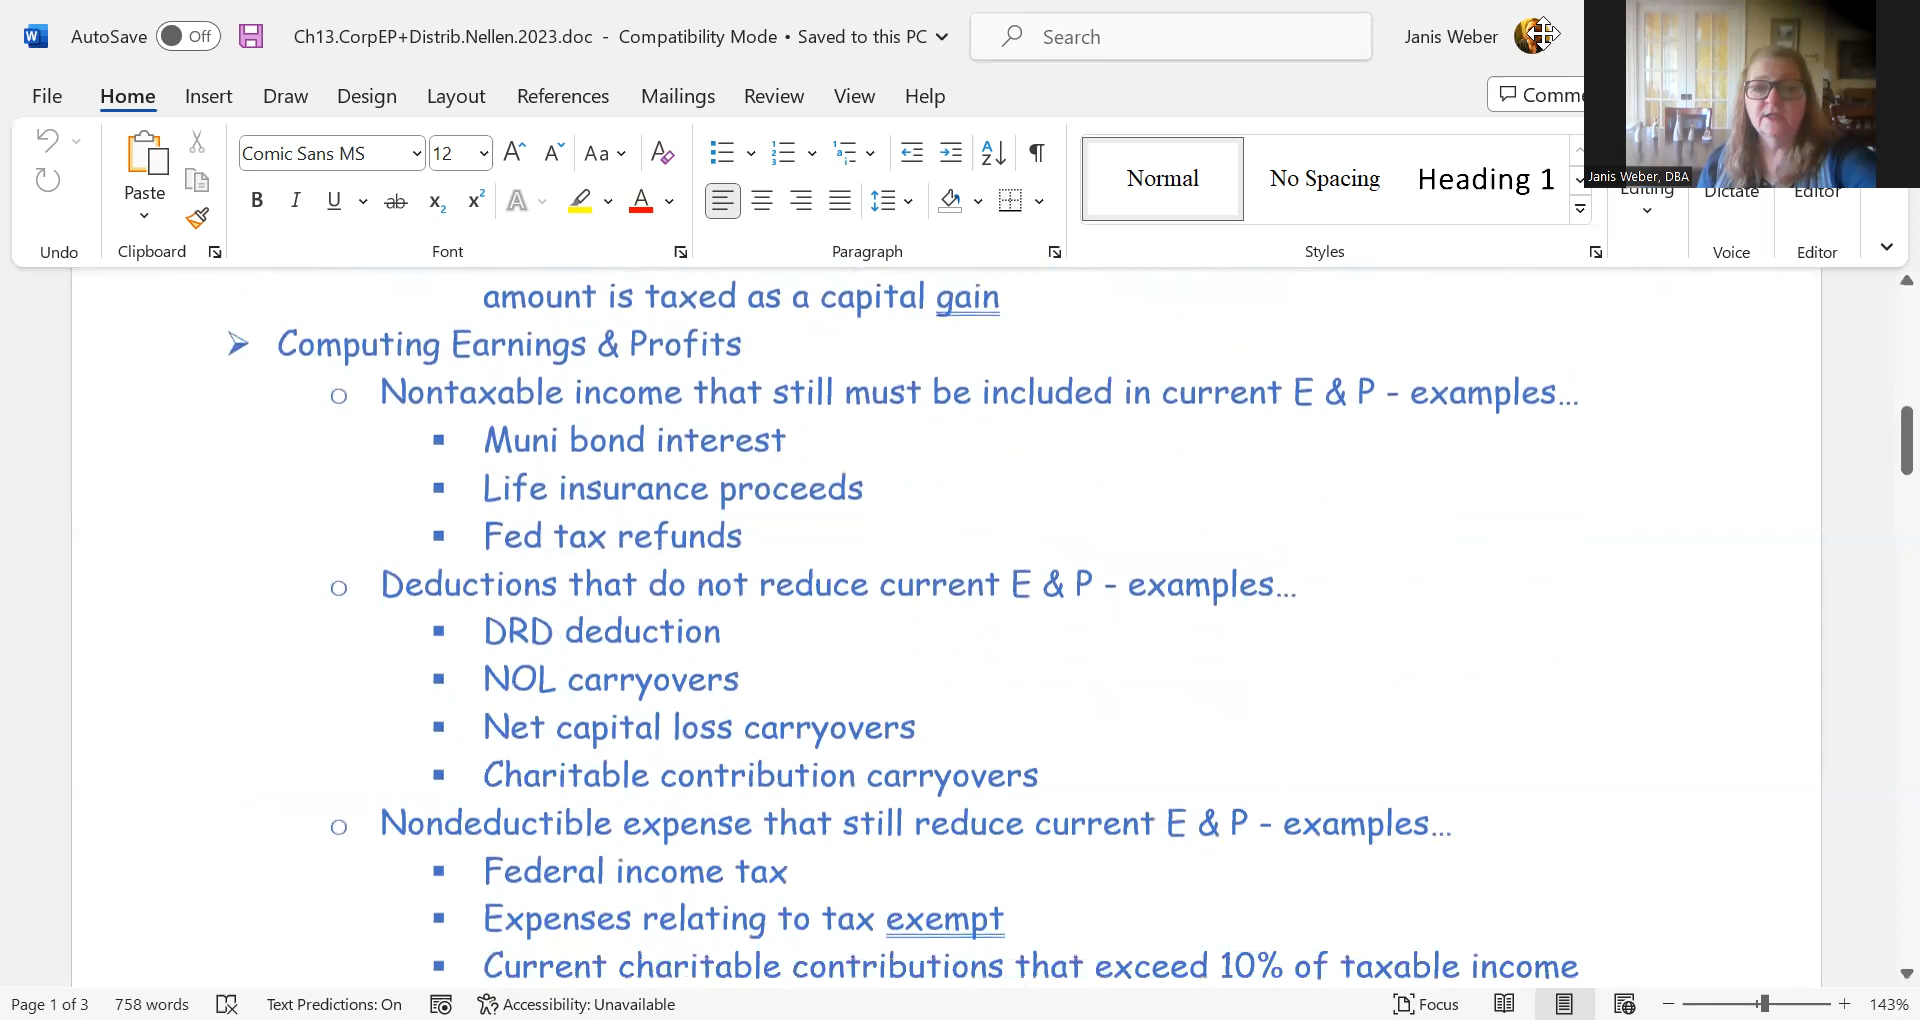 AutoSave Off Ch13.CorpEP+Distrib.Nellen.2023.doc - Compatibility Mode • Saved to this PC Search Janis Weber
File Home Insert Draw Design Layout References Mailings Review View Help
Comic Sans MS 12 Aa
Paste B I U ab x₂ x² A A
Normal No Spacing Heading 1
Janis Weber, DBA
Editing Dictate Editor
Undo Clipboard Font Paragraph Styles Voice Editor
amount is taxed as a capital gain
➢ Computing Earnings & Profits
o Nontaxable income that still must be included in current E & P - examples…
▪ Muni bond interest
▪ Life insurance proceeds
▪ Fed tax refunds
o Deductions that do not reduce current E & P - examples…
▪ DRD deduction
▪ NOL carryovers
▪ Net capital loss carryovers
▪ Charitable contribution carryovers
o Nondeductible expense that still reduce current E & P - examples…
▪ Federal income tax
▪ Expenses relating to tax exempt
▪ Current charitable contributions that exceed 10% of taxable income
Page 1 of 3 758 words Text Predictions: On Accessibility: Unavailable Focus 143%